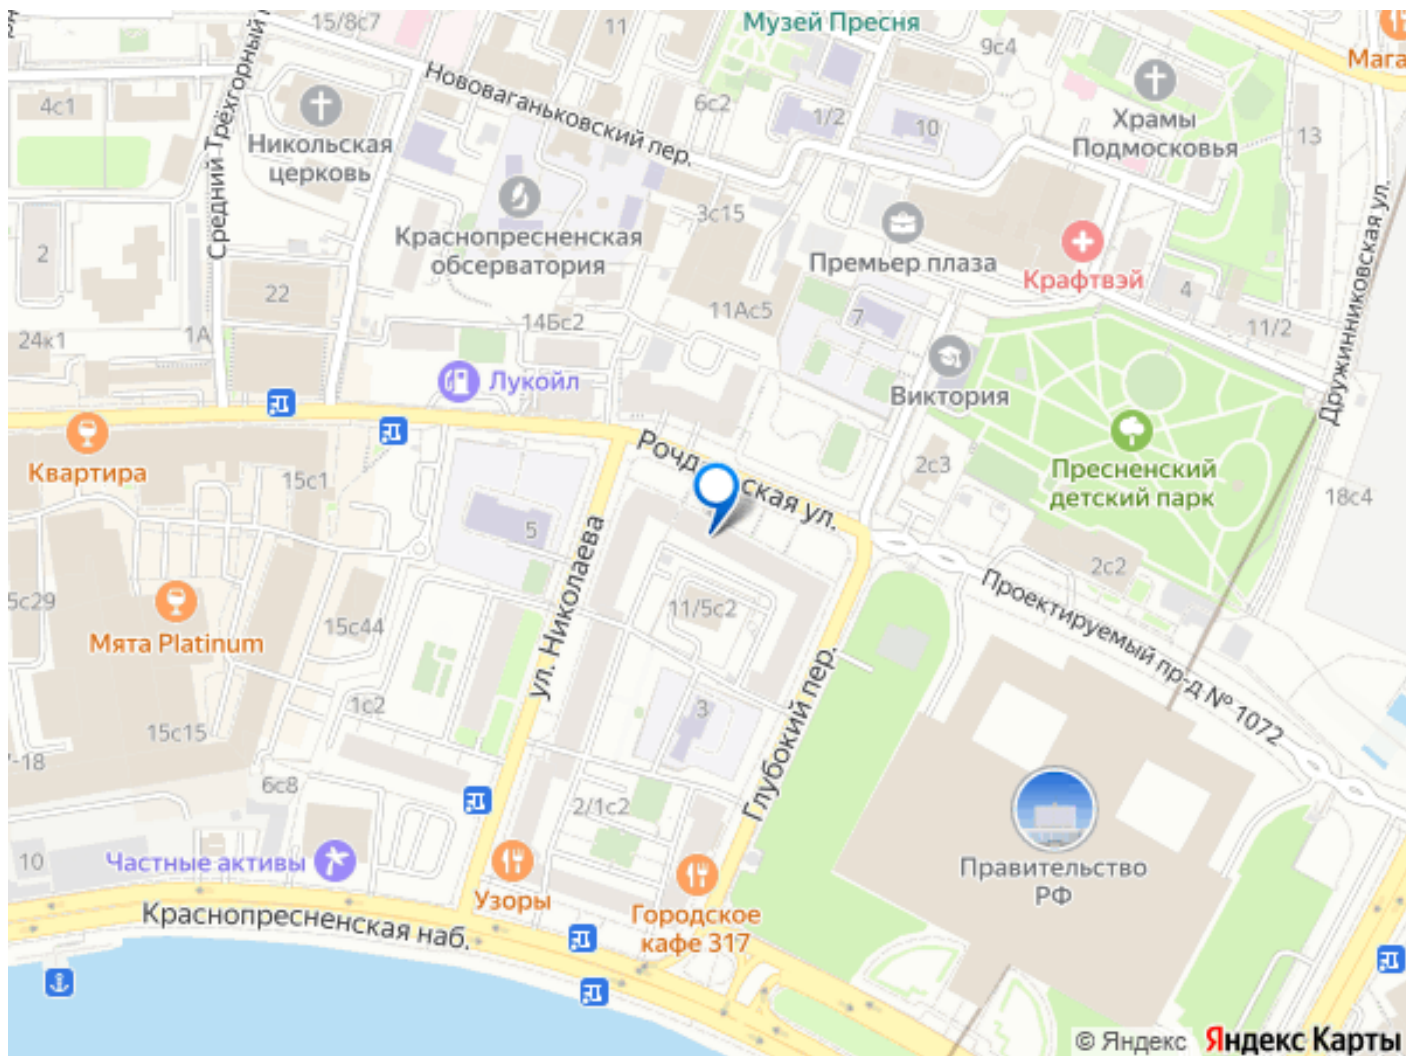 15/8с7
11
Музей Пресня
9с4
Мага
4с1
Средний Трёхгорный
Нововаганьковский пер.
6с2
1/2
10
Храмы
Подмосковья
13
Никольская
церковь
3с15
2
Краснопресненская
обсерватория
Премьер плаза
Крафтвэй
22
11Ас5
7
4
Дружинниковская ул.
24к1
1А
14Бс2
11/2
Лукойл
Виктория
Квартира
15с1
Рочд
ская ул.
2с3
Пресненский
детский парк
18с4
5
ул. Николаева
2с2
5с29
Мята Platinum
15с44
11/5с2
Проектируемый пр-д № 1072
1с2
3
15с15
Глубокий пер.
7-18
6с8
2/1с2
10
Частные активы
Узоры
Городское
кафе 317
Правительство
РФ
Краснопресненская наб.
© Яндекс Яндекс Карты